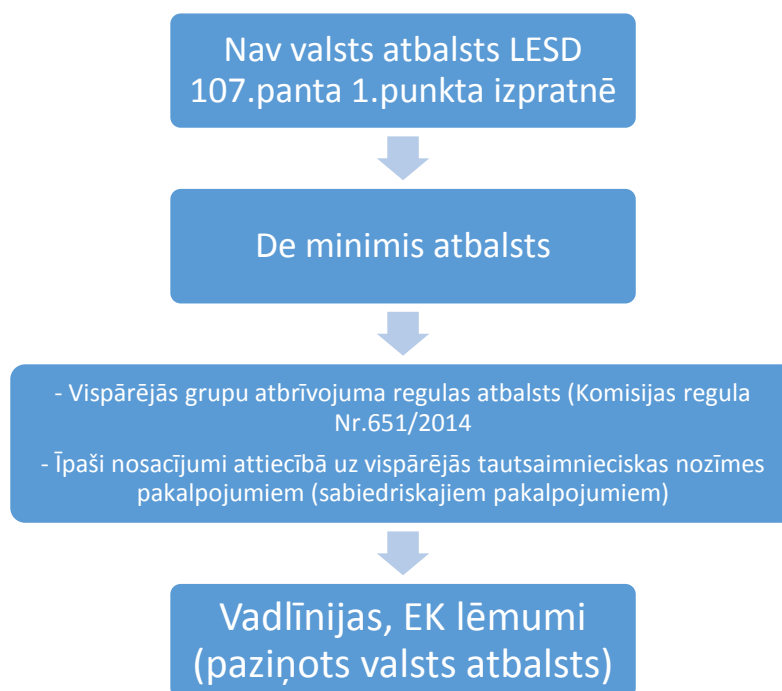 Nav valsts atbalsts LESD
107.panta 1.punkta izpratnē
De minimis atbalsts
- Vispārējās grupu atbrīvojuma regulas atbalsts (Komisijas regula
Nr.651/2014
- Īpaši nosacījumi attiecībā uz vispārējās tautsaimnieciskas nozīmes
pakalpojumiem (sabiedriskajiem pakalpojumiem)
Vadlīnijas, EK lēmumi
(paziņots valsts atbalsts)